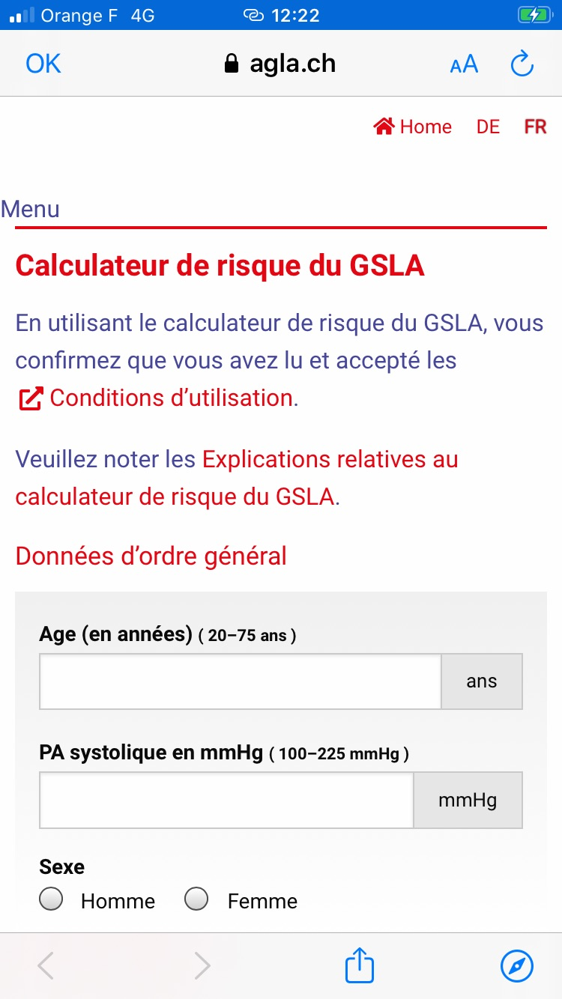 Orange F 4G 12:22
OK agla.ch AA
Home DE FR
Menu
Calculateur de risque du GSLA
En utilisant le calculateur de risque du GSLA, vous
confirmez que vous avez lu et accepté les
Conditions d’utilisation.
Veuillez noter les Explications relatives au
calculateur de risque du GSLA.
Données d’ordre général
Age (en années) ( 20–75 ans )
ans
PA systolique en mmHg ( 100–225 mmHg )
mmHg
Sexe
Homme Femme